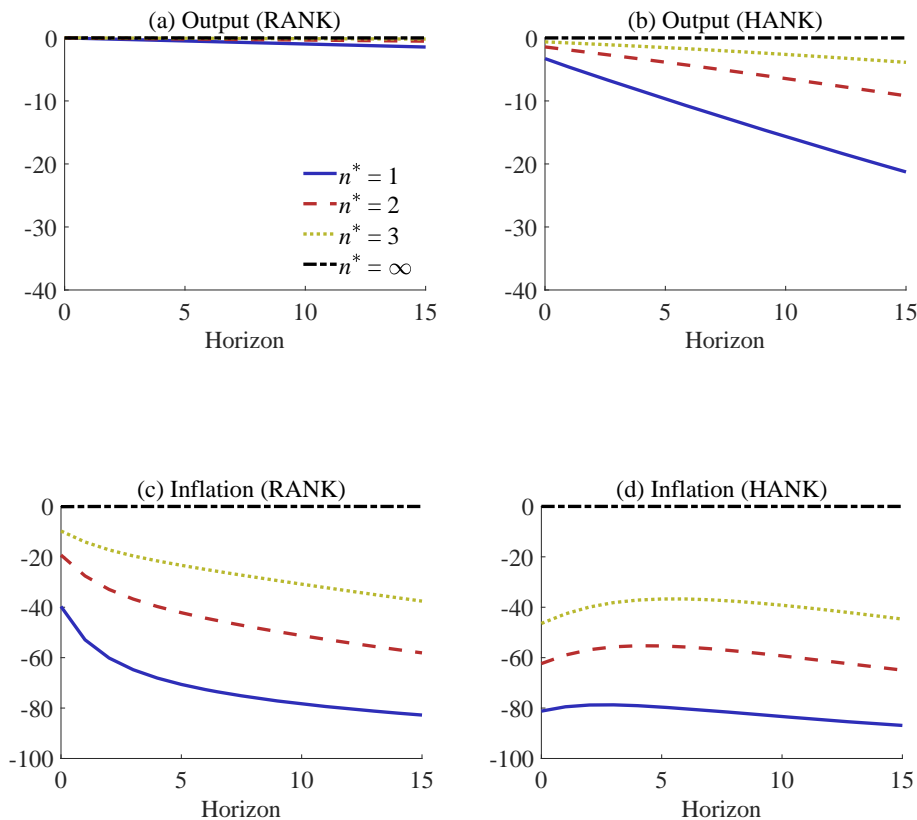 (a) Output (RANK)
0
-10
-20
-30
-40
0 5 10 15
Horizon
n* = 1
n* = 2
n* = 3
n* = ∞
(b) Output (HANK)
0
-10
-20
-30
-40
0 5 10 15
Horizon
(c) Inflation (RANK)
0
-20
-40
-60
-80
-100
0 5 10 15
Horizon
(d) Inflation (HANK)
0
-20
-40
-60
-80
-100
0 5 10 15
Horizon